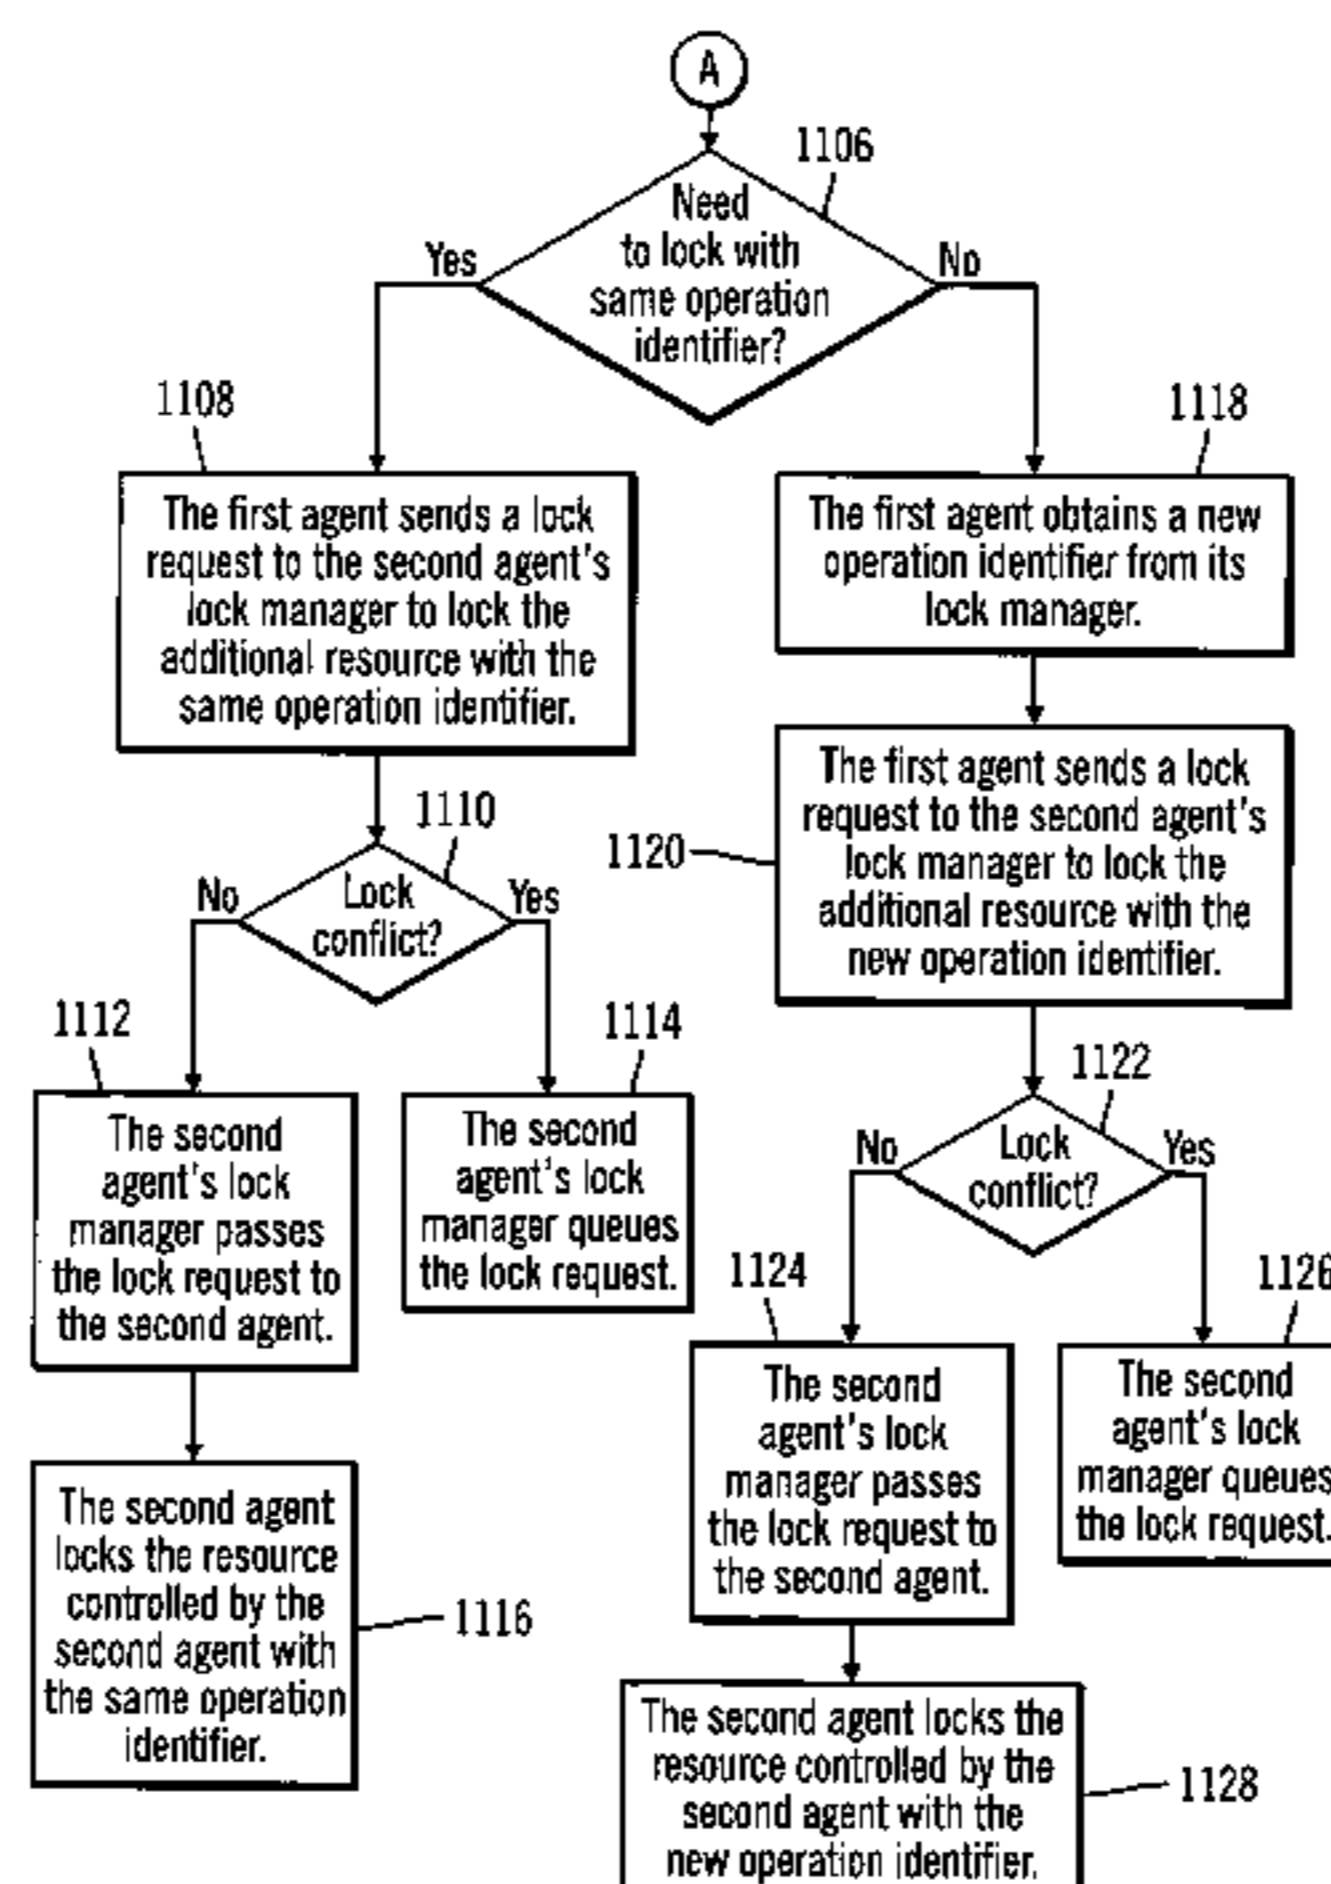 A
1106
Need
to lock with
same operation
identifier?
Yes
No
1108
The first agent sends a lock
request to the second agent's
lock manager to lock the
additional resource with the
same operation identifier.
1118
The first agent obtains a new
operation identifier from its
lock manager.
1120
The first agent sends a lock
request to the second agent's
lock manager to lock the
additional resource with the
new operation identifier.
1110
Lock
conflict?
No
Yes
1112
The second
agent's lock
manager passes
the lock request to
the second agent.
1114
The second
agent's lock
manager queues
the lock request.
1116
The second agent
locks the resource
controlled by the
second agent with
the same operation
identifier.
1122
Lock
conflict?
No
Yes
1124
The second
agent's lock
manager passes
the lock request to
the second agent.
1126
The second
agent's lock
manager queues
the lock request.
1128
The second agent locks the
resource controlled by the
second agent with the
new operation identifier.